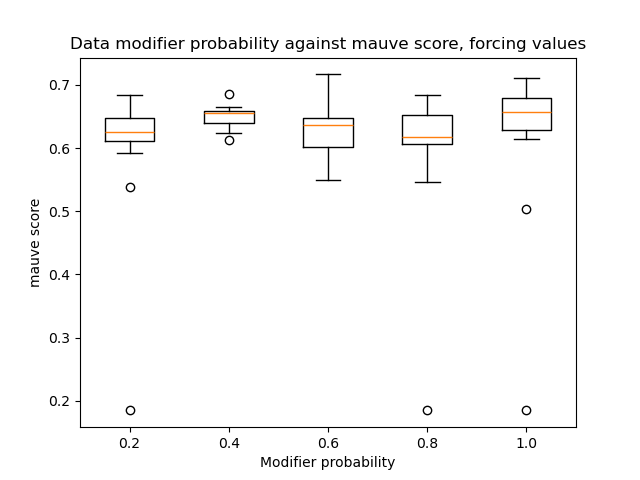 Data modifier probability against mauve score, forcing values
0.7
0.6
0.5
0.4
0.3
0.2
mauve score
0.2 0.4 0.6 0.8 1.0
Modifier probability